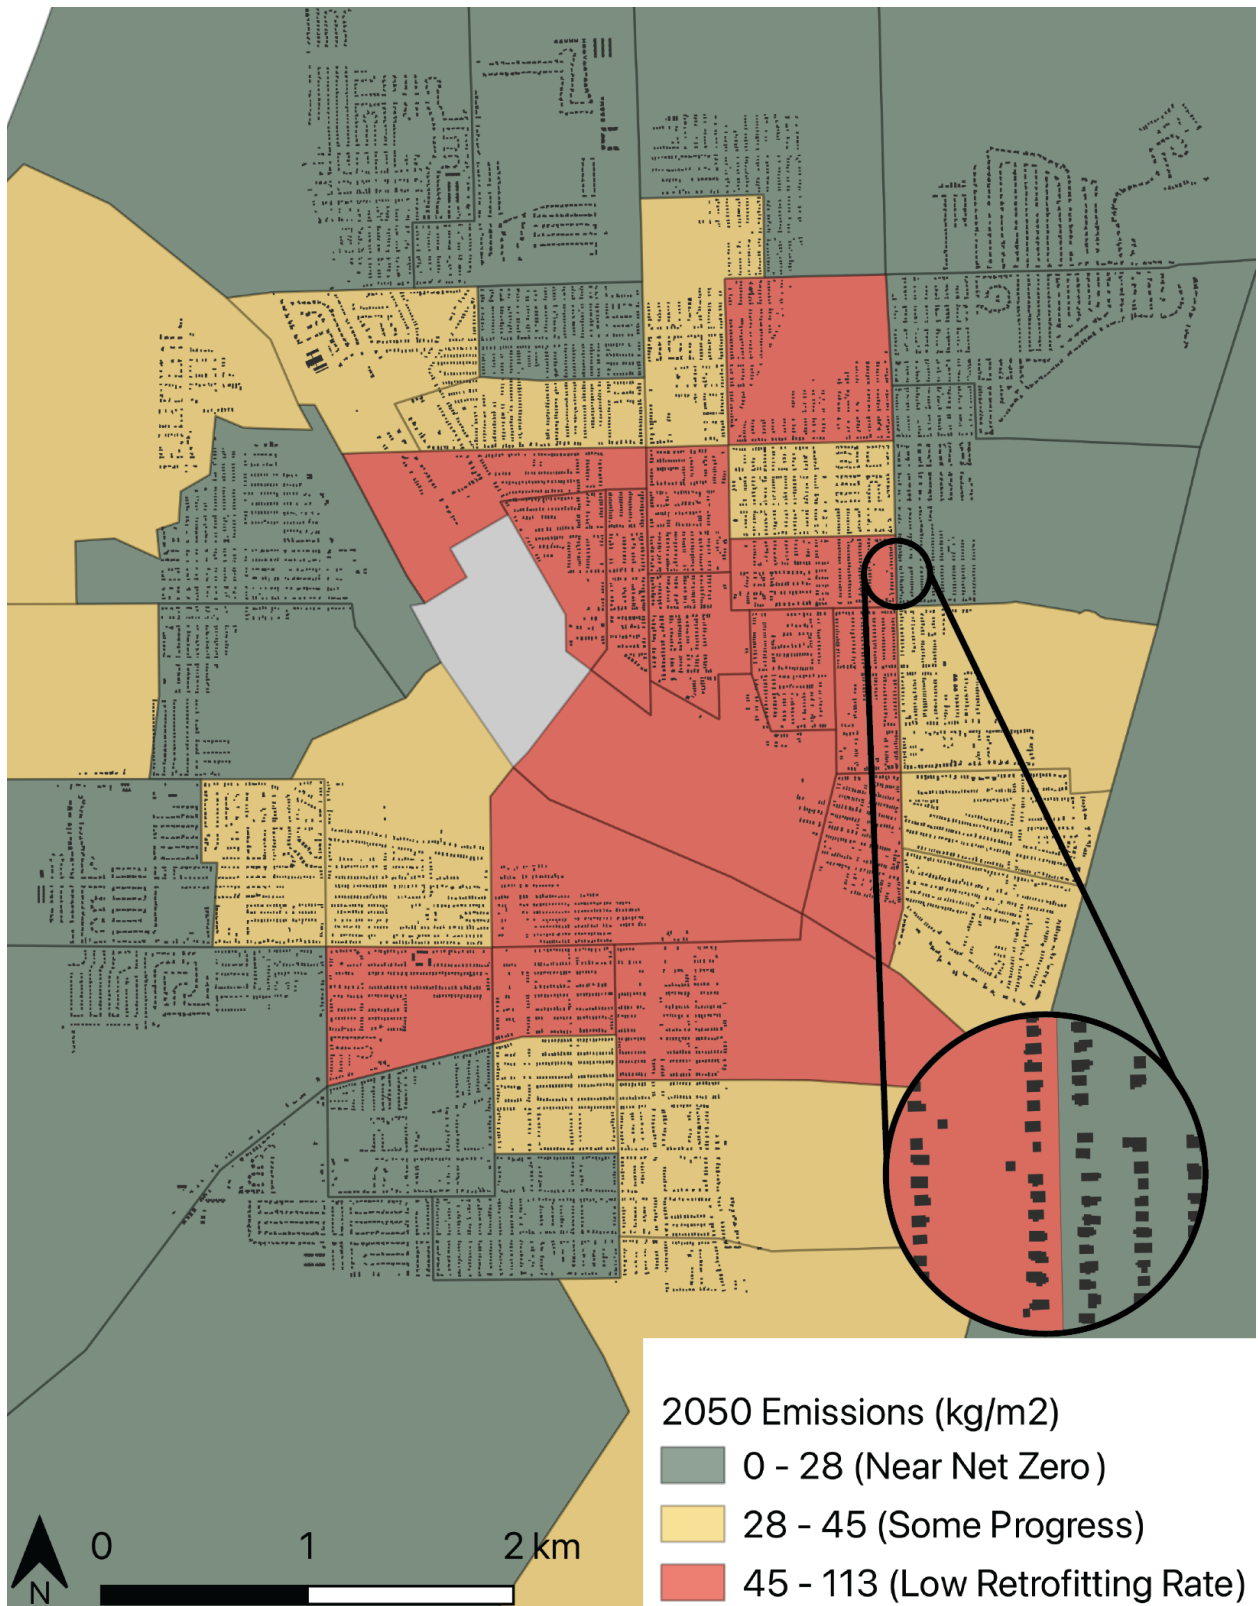 2050 Emissions (kg/m2)
0 - 28 (Near Net Zero)
28 - 45 (Some Progress)
45 - 113 (Low Retrofitting Rate)
0 1 2 km
N